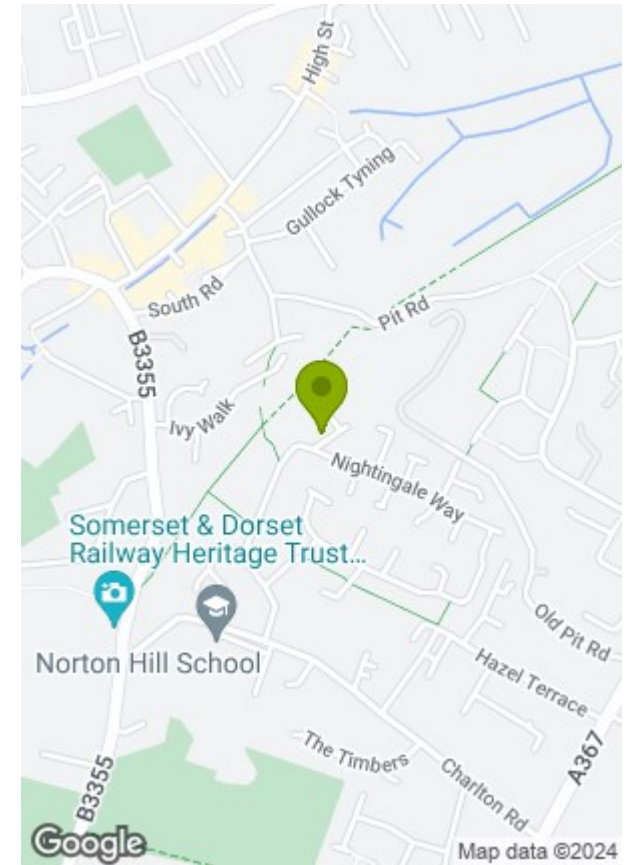 High St
Gullock Tyning
South Rd
Pit Rd
B3355
Ivy Walk
Nightingale Way
Somerset & Dorset
Railway Heritage Trust...
Norton Hill School
Old Pit Rd
Hazel Terrace
The Timbers
Charlton Rd
A367
B3355
Google
Map data ©2024